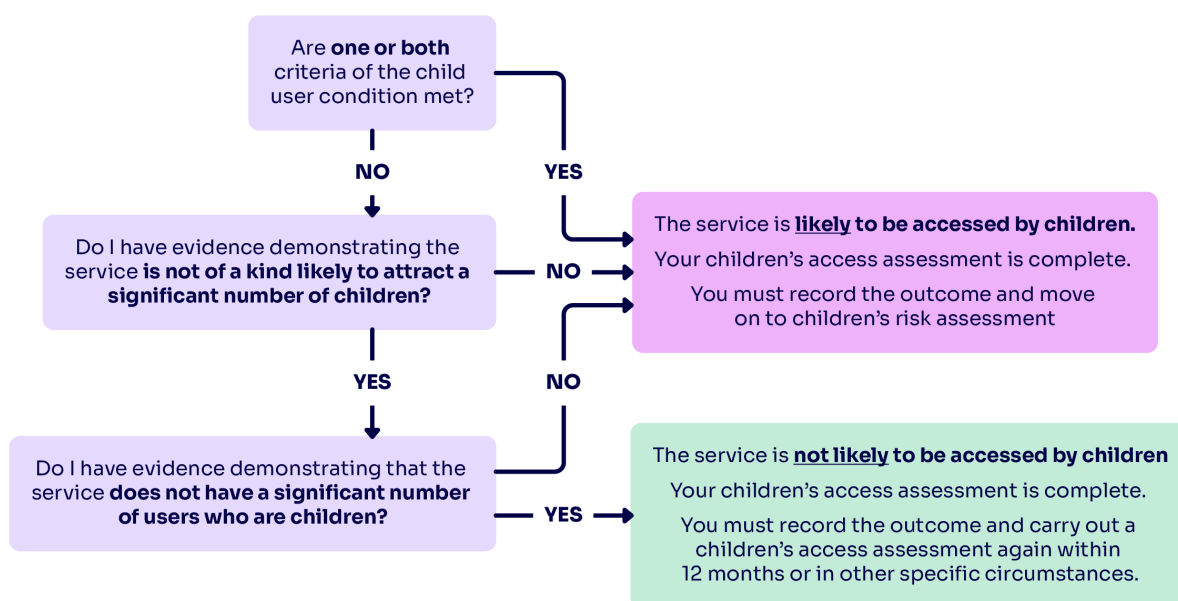 Are one or both
criteria of the child
user condition met?
NO
YES
Do I have evidence demonstrating the
service is not of a kind likely to attract a
significant number of children?
NO
The service is likely to be accessed by children.
Your children’s access assessment is complete.
You must record the outcome and move
on to children’s risk assessment
YES
NO
Do I have evidence demonstrating that the
service does not have a significant number
of users who are children?
YES
The service is not likely to be accessed by children
Your children’s access assessment is complete.
You must record the outcome and carry out a
children’s access assessment again within
12 months or in other specific circumstances.